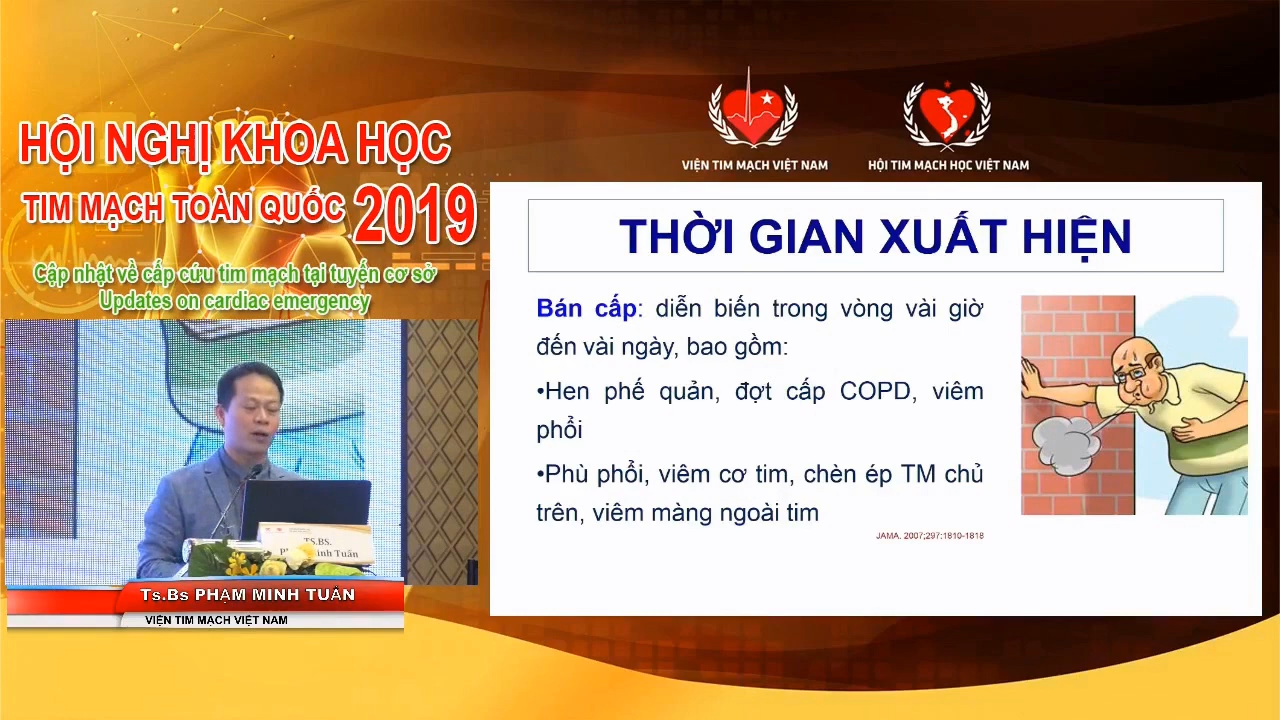 HỘI NGHỊ KHOA HỌC
TIM MẠCH TOÀN QUỐC 2019
Cập nhật về cấp cứu tim mạch tại tuyến cơ sở
Updates on cardiac emergency
VIỆN TIM MẠCH VIỆT NAM
HỘI TIM MẠCH HỌC VIỆT NAM
THỜI GIAN XUẤT HIỆN
Bán cấp: diễn biến trong vòng vài giờ
đến vài ngày, bao gồm:
•Hen phế quản, đợt cấp COPD, viêm
phổi
•Phù phổi, viêm cơ tim, chèn ép TM chủ
trên, viêm màng ngoài tim
JAMA. 2007;297:1810-1818
TS.BS.
Minh Tuấn
Ts.Bs PHẠM MINH TUẤN
VIỆN TIM MẠCH VIỆT NAM